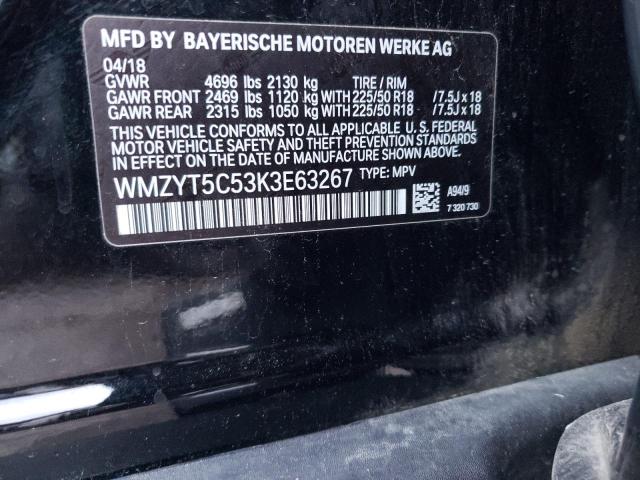 MFD BY BAYERISCHE MOTOREN WERKE AG
04/18
GVWR 4696 lbs 2130 kg TIRE / RIM
GAWR FRONT 2469 lbs 1120 kg WITH 225/50 R18 /7.5J x 18
GAWR REAR 2315 lbs 1050 kg WITH 225/50 R18 /7.5J x 18
THIS VEHICLE CONFORMS TO ALL APPLICABLE U. S. FEDERAL
MOTOR VEHICLE SAFETY AND THEFT PREVENTION STANDARDS
IN EFFECT ON THE DATE OF MANUFACTURE SHOWN ABOVE.
WMZYT5C53K3E63267 TYPE: MPV
A94/9
7 320 730